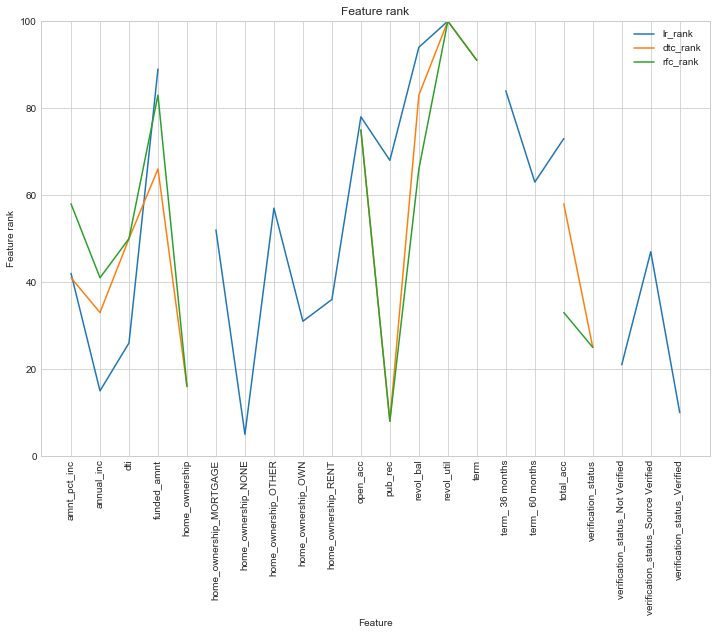 Feature rank
lr_rank
dtc_rank
rfc_rank
Feature rank
100
80
60
40
20
0
amnt_pct_inc
annual_inc
dti
funded_amnt
home_ownership
home_ownership_MORTGAGE
home_ownership_NONE
home_ownership_OTHER
home_ownership_OWN
home_ownership_RENT
open_acc
pub_rec
revol_bal
revol_util
term
term_ 36 months
term_ 60 months
total_acc
verification_status
verification_status_Not Verified
verification_status_Source Verified
verification_status_Verified
Feature